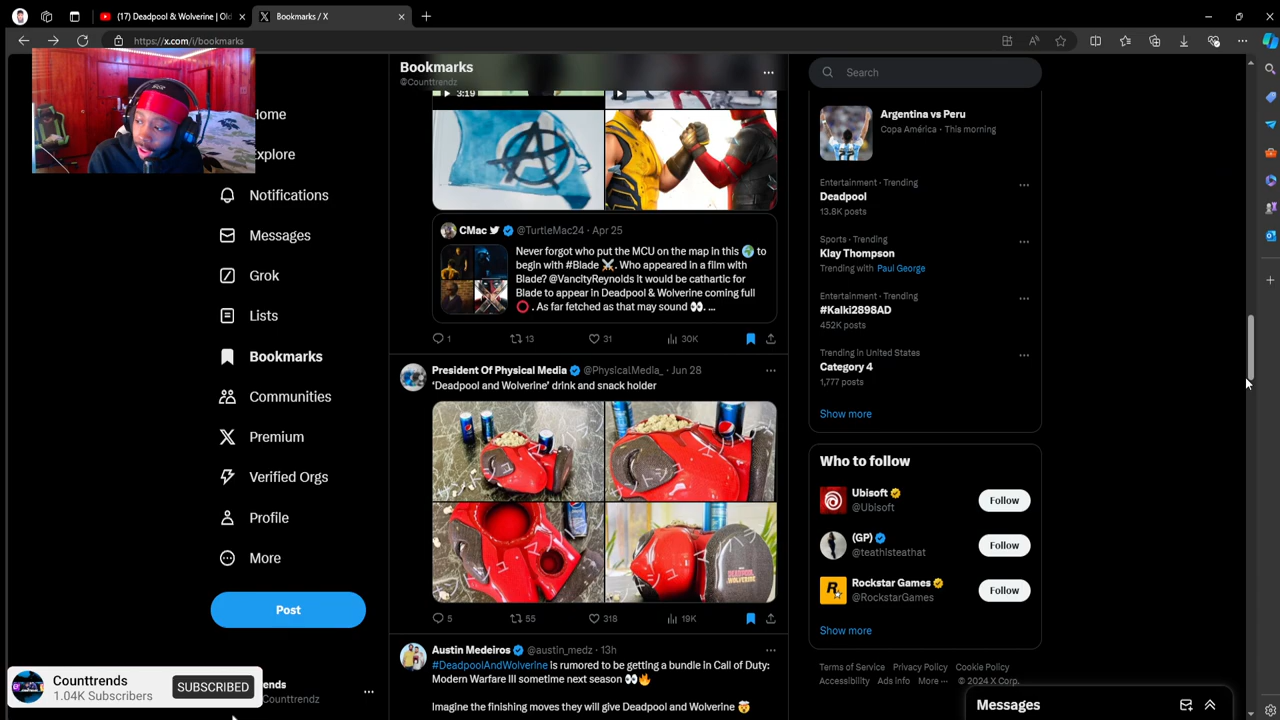 (17) Deadpool & Wolverine | Old
Bookmarks / X
https://x.com/i/bookmarks
Home
Explore
Notifications
Messages
Grok
Lists
Bookmarks
Communities
Premium
Verified Orgs
Profile
More
Post
Counttrends
1.04K Subscribers
SUBSCRIBED
ends
Counttrendz
Bookmarks
@Counttrendz
3:19
CMac @TurtleMac24 · Apr 25
Never forgot who put the MCU on the map in this 🌍 to
begin with #Blade ⚔️. Who appeared in a film with
Blade? @VancityReynolds it would be cathartic for
Blade to appear in Deadpool & Wolverine coming full
⭕ . As far fetched as that may sound 👀. ...
1
13
31
30K
President Of Physical Media @PhysicalMedia_ · Jun 28
'Deadpool and Wolverine' drink and snack holder
5
55
318
19K
Austin Medeiros @austin_medz · 13h
#DeadpoolAndWolverine is rumored to be getting a bundle in Call of Duty:
Modern Warfare III sometime next season 👀🔥
Imagine the finishing moves they will give Deadpool and Wolverine 🤯
Search
Argentina vs Peru
Copa América · This morning
Entertainment · Trending
Deadpool
13.8K posts
Sports · Trending
Klay Thompson
Trending with Paul George
Entertainment · Trending
#Kalki2898AD
452K posts
Trending in United States
Category 4
1,777 posts
Show more
Who to follow
Ubisoft
@Ubisoft
Follow
(GP)
@teathisteathat
Follow
Rockstar Games
@RockstarGames
Follow
Show more
Terms of Service Privacy Policy Cookie Policy
Accessibility Ads info More ··· © 2024 X Corp.
Messages